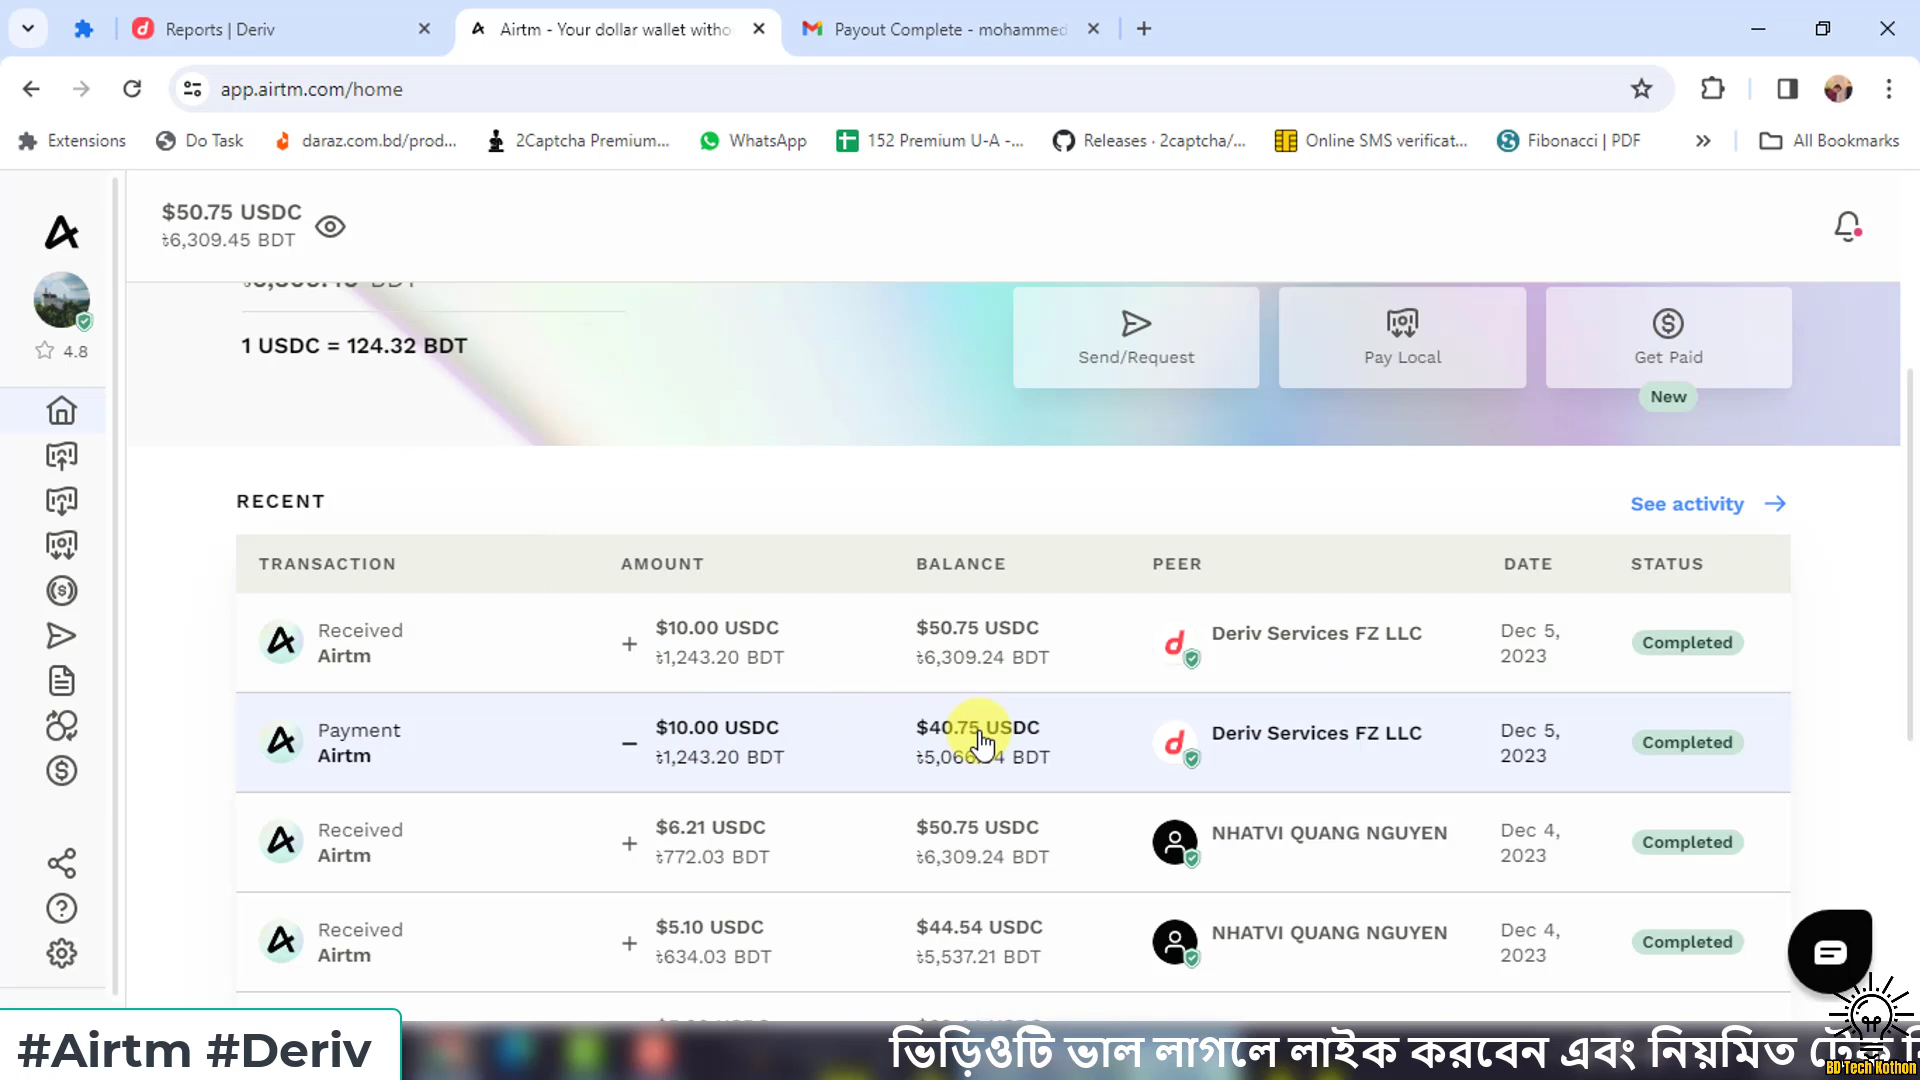 Reports | Deriv
Airtm - Your dollar wallet witho
Payout Complete - mohammed
app.airtm.com/home
Extensions
Do Task
daraz.com.bd/prod...
2Captcha Premium...
WhatsApp
152 Premium U-A -...
Releases · 2captcha/...
Online SMS verificat...
Fibonacci | PDF
All Bookmarks
$50.75 USDC
৳6,309.45 BDT
4.8
1 USDC = 124.32 BDT
Send/Request
Pay Local
Get Paid
New
RECENT
See activity
TRANSACTION AMOUNT BALANCE PEER DATE STATUS
Received
Airtm
+ $10.00 USDC
৳1,243.20 BDT
$50.75 USDC
৳6,309.24 BDT
Deriv Services FZ LLC
Dec 5,
2023
Completed
Payment
Airtm
− $10.00 USDC
৳1,243.20 BDT
$40.75 USDC
BDT
Deriv Services FZ LLC
Dec 5,
2023
Completed
Received
Airtm
+ $6.21 USDC
৳772.03 BDT
$50.75 USDC
৳6,309.24 BDT
NHATVI QUANG NGUYEN
Dec 4,
2023
Completed
Received
Airtm
+ $5.10 USDC
৳634.03 BDT
$44.54 USDC
৳5,537.21 BDT
NHATVI QUANG NGUYEN
Dec 4,
2023
Completed
#Airtm #Deriv
ভিডিওটি ভাল লাগলে লাইক করবেন এবং নিয়মিত
BD Tech Kothon